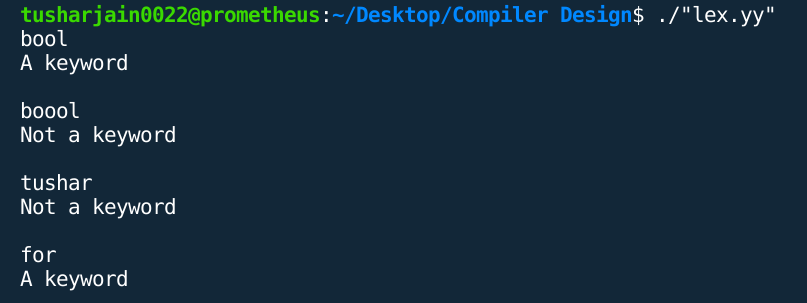 tusharjain0022@prometheus:~/Desktop/Compiler Design$ ./"lex.yy"
bool
A keyword
boool
Not a keyword
tushar
Not a keyword
for
A keyword